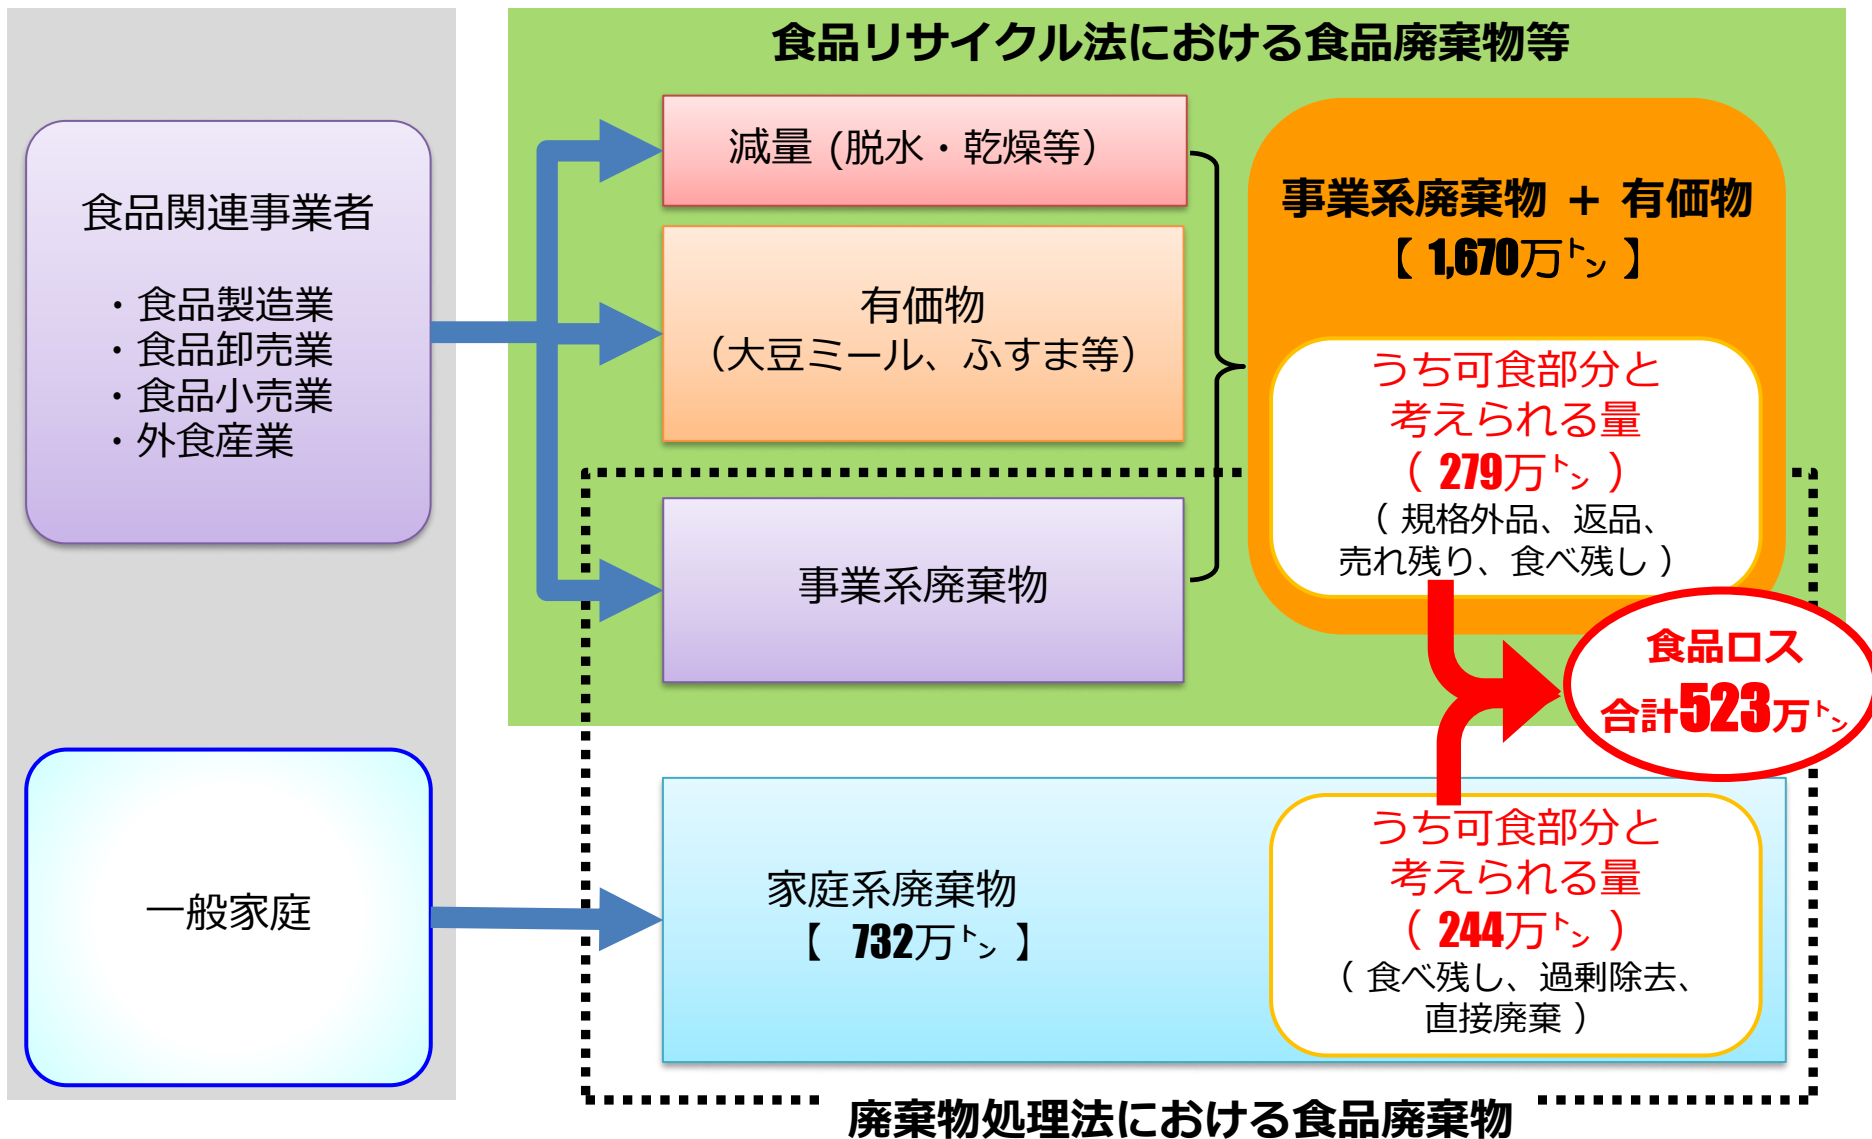 食品リサイクル法における食品廃棄物等
食品関連事業者
・食品製造業
・食品卸売業
・食品小売業
・外食産業
減量 (脱水・乾燥等）
有価物
（大豆ミール、ふすま等）
事業系廃棄物
事業系廃棄物 + 有価物
【 1,670万㌧ 】
うち可食部分と
考えられる量
（ 279万㌧ ）
（ 規格外品、返品、
売れ残り、食べ残し ）
食品ロス
合計523万㌧
一般家庭
家庭系廃棄物
【 732万㌧ 】
うち可食部分と
考えられる量
（ 244万㌧ ）
（ 食べ残し、過剰除去、
直接廃棄 ）
廃棄物処理法における食品廃棄物